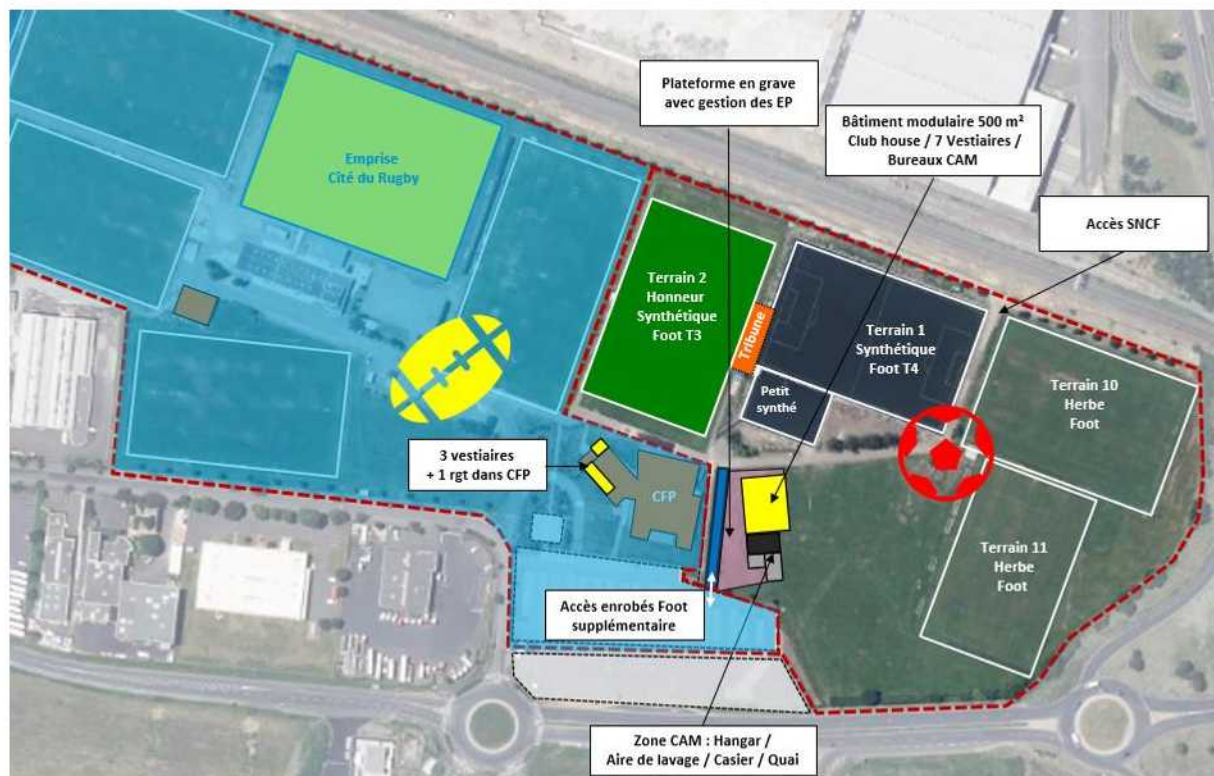 Plateforme en grave
avec gestion des EP
Bâtiment modulaire 500 m²
Club house / 7 Vestiaires /
Bureaux CAM
Emprise
Cîté du Rugby
Accès SNCF
Terrain 2
Honneur
Synthétique
Foot T3
Tribune
Terrain 1
Synthétique
Foot T4
Petit
synthé
Terrain 10
Herbe
Foot
3 vestiaires
+ 1 rgt dans CFP
CFP
Terrain 11
Herbe
Foot
Accès enrobés Foot
supplémentaire
Zone CAM : Hangar /
Aire de lavage / Casier / Quai